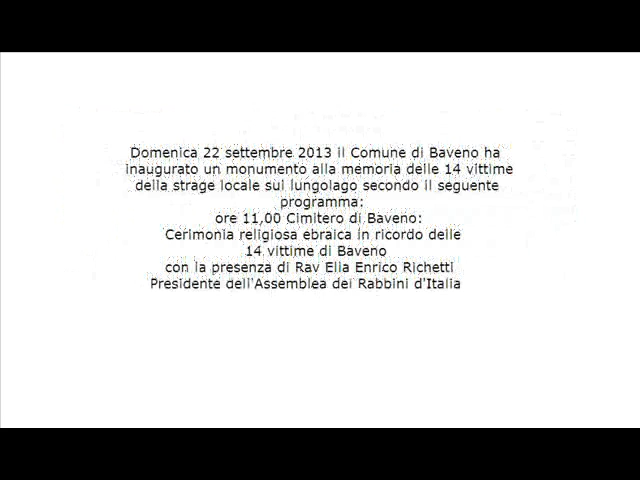 Domenica 22 settembre 2013 il Comune di Baveno ha
inaugurato un monumento alla memoria delle 14 vittime
della strage locale sul lungolago secondo il seguente
programma:
ore 11,00 Cimitero di Baveno:
Cerimonia religiosa ebraica in ricordo delle
14 vittime di Baveno
con la presenza di Rav Elia Enrico Richetti
Presidente dell'Assemblea dei Rabbini d'Italia